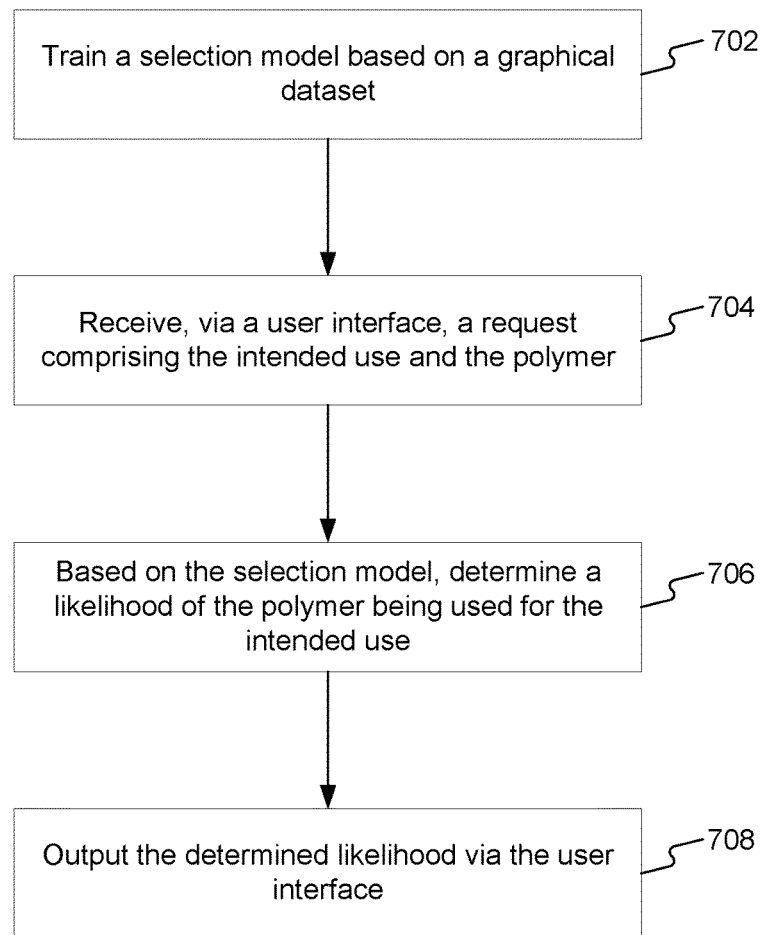 Train a selection model based on a graphical
dataset
702
Receive, via a user interface, a request
comprising the intended use and the polymer
704
Based on the selection model, determine a
likelihood of the polymer being used for the
intended use
706
Output the determined likelihood via the user
interface
708